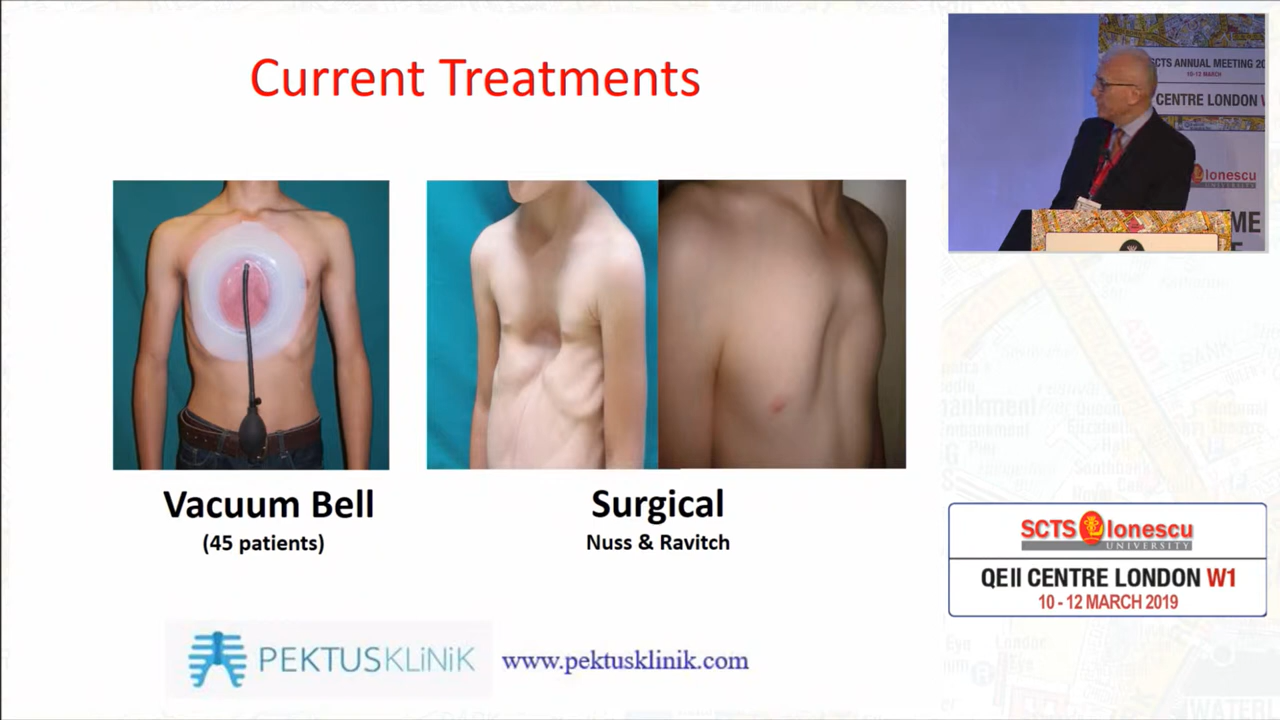 Current Treatments
Vacuum Bell
(45 patients)
Surgical
Nuss & Ravitch
PEKTUSKLiNiK
www.pektusklinik.com
SCTS ANNUAL MEETING 20
10-13 MARCH
CENTRE LONDON W
Ionescu
UNIVERSITY
ME
SCTS Ionescu
UNIVERSITY
QEII CENTRE LONDON W1
10 - 12 MARCH 2019